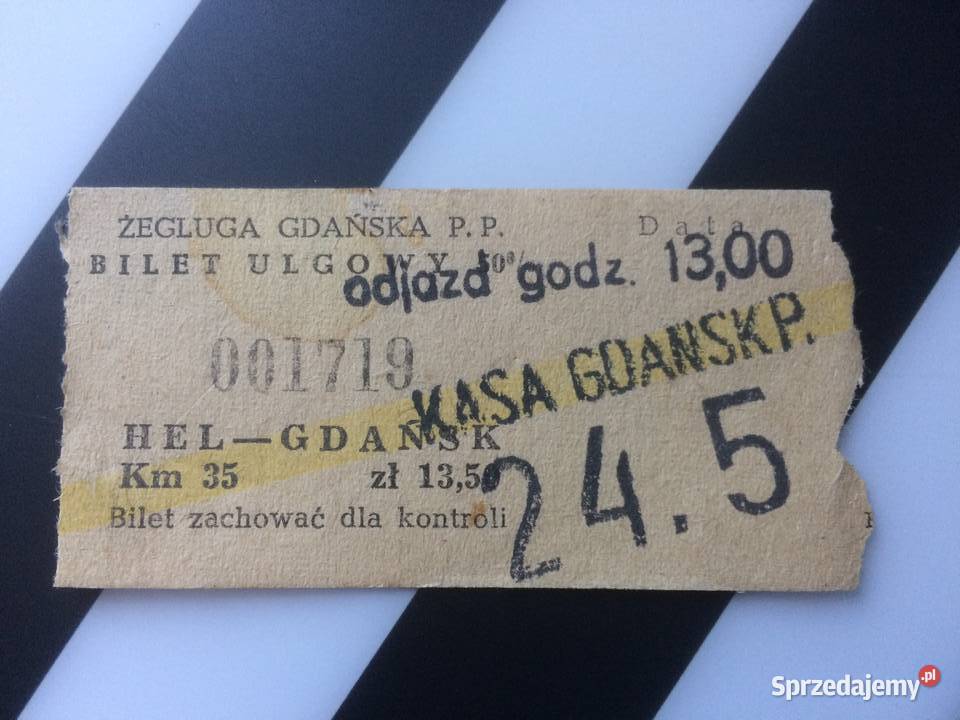 ŻEGLUGA GDAŃSKA P. P. Data
BILET ULGOWY 50%
odjazd godz. 13,00
001719
KASA GDANSK P.
HEL—GDAŃSK
Km 35 zł 13,50
24.5
Bilet zachować dla kontroli
Sprzedajemy.pl